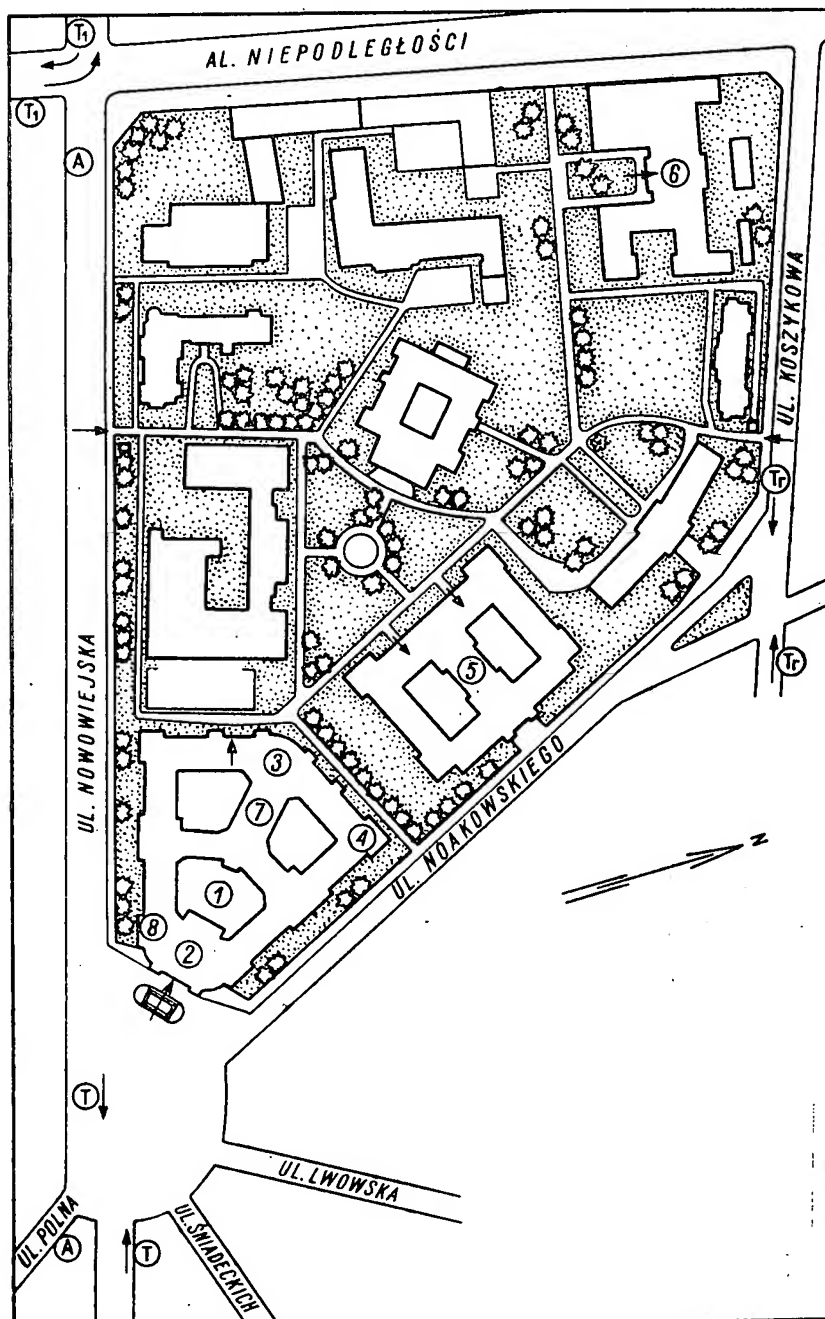 T1
AL. NIEPODLEGŁOŚCI
T1
A
6
UL. KOSZYKOWA
Tr
Tr
5
UL. NOWOWIEJSKA
3
7
4
UL. NOAKOWSKIEGO
N
1
8
2
T
UL. LWOWSKA
UL. POLNA
A
T
UL. ŚNIADECKICH